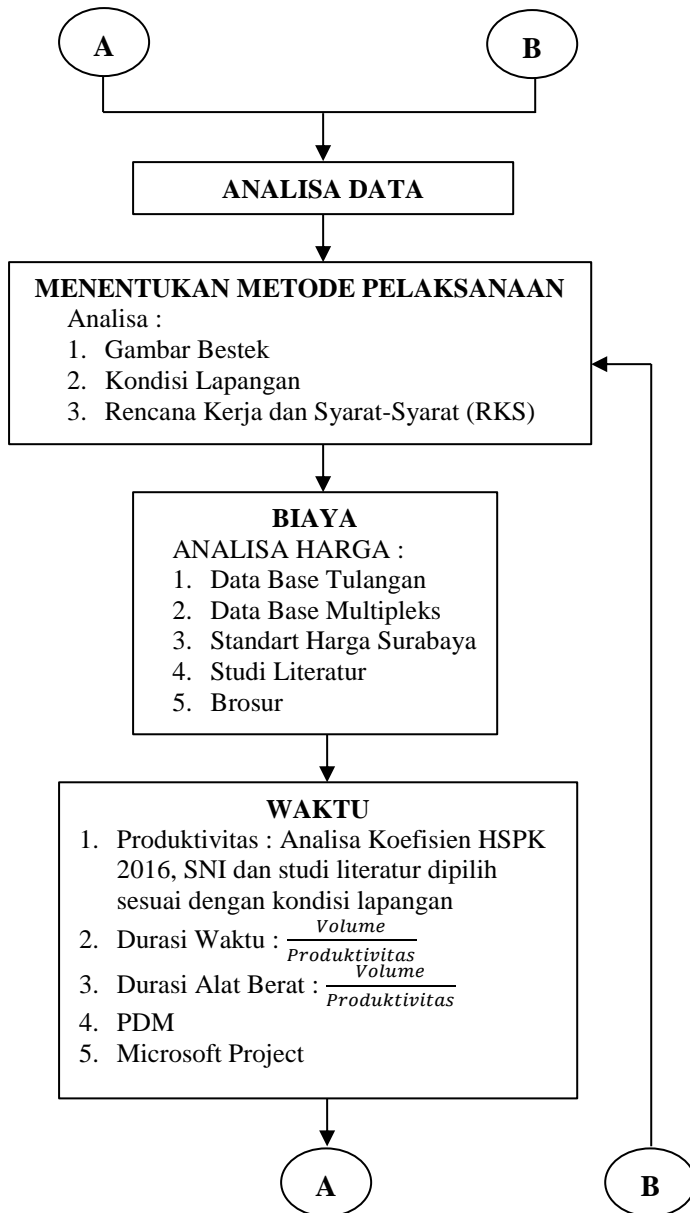 A
B
ANALISA DATA
MENENTUKAN METODE PELAKSANAAN
Analisa :
1. Gambar Bestek
2. Kondisi Lapangan
3. Rencana Kerja dan Syarat-Syarat (RKS)
BIAYA
ANALISA HARGA :
1. Data Base Tulangan
2. Data Base Multipleks
3. Standart Harga Surabaya
4. Studi Literatur
5. Brosur
WAKTU
1. Produktivitas : Analisa Koefisien HSPK
2016, SNI dan studi literatur dipilih
sesuai dengan kondisi lapangan
2. Durasi Waktu : Volume/Produktivitas
3. Durasi Alat Berat : Volume/Produktivitas
4. PDM
5. Microsoft Project
A
B